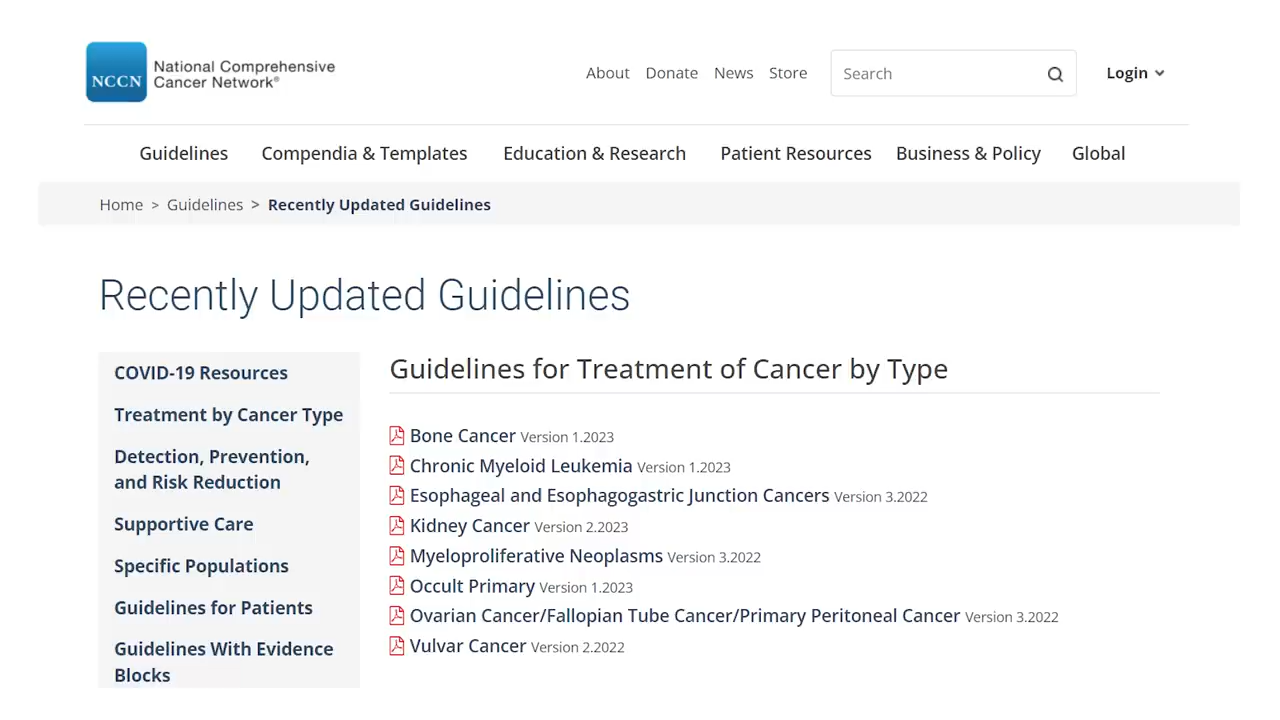 NCCN National Comprehensive
Cancer Network®
About Donate News Store Search Login
Guidelines Compendia & Templates Education & Research Patient Resources Business & Policy Global
Home > Guidelines > Recently Updated Guidelines
Recently Updated Guidelines
COVID-19 Resources
Treatment by Cancer Type
Detection, Prevention,
and Risk Reduction
Supportive Care
Specific Populations
Guidelines for Patients
Guidelines With Evidence
Blocks
Guidelines for Treatment of Cancer by Type
Bone Cancer Version 1.2023
Chronic Myeloid Leukemia Version 1.2023
Esophageal and Esophagogastric Junction Cancers Version 3.2022
Kidney Cancer Version 2.2023
Myeloproliferative Neoplasms Version 3.2022
Occult Primary Version 1.2023
Ovarian Cancer/Fallopian Tube Cancer/Primary Peritoneal Cancer Version 3.2022
Vulvar Cancer Version 2.2022